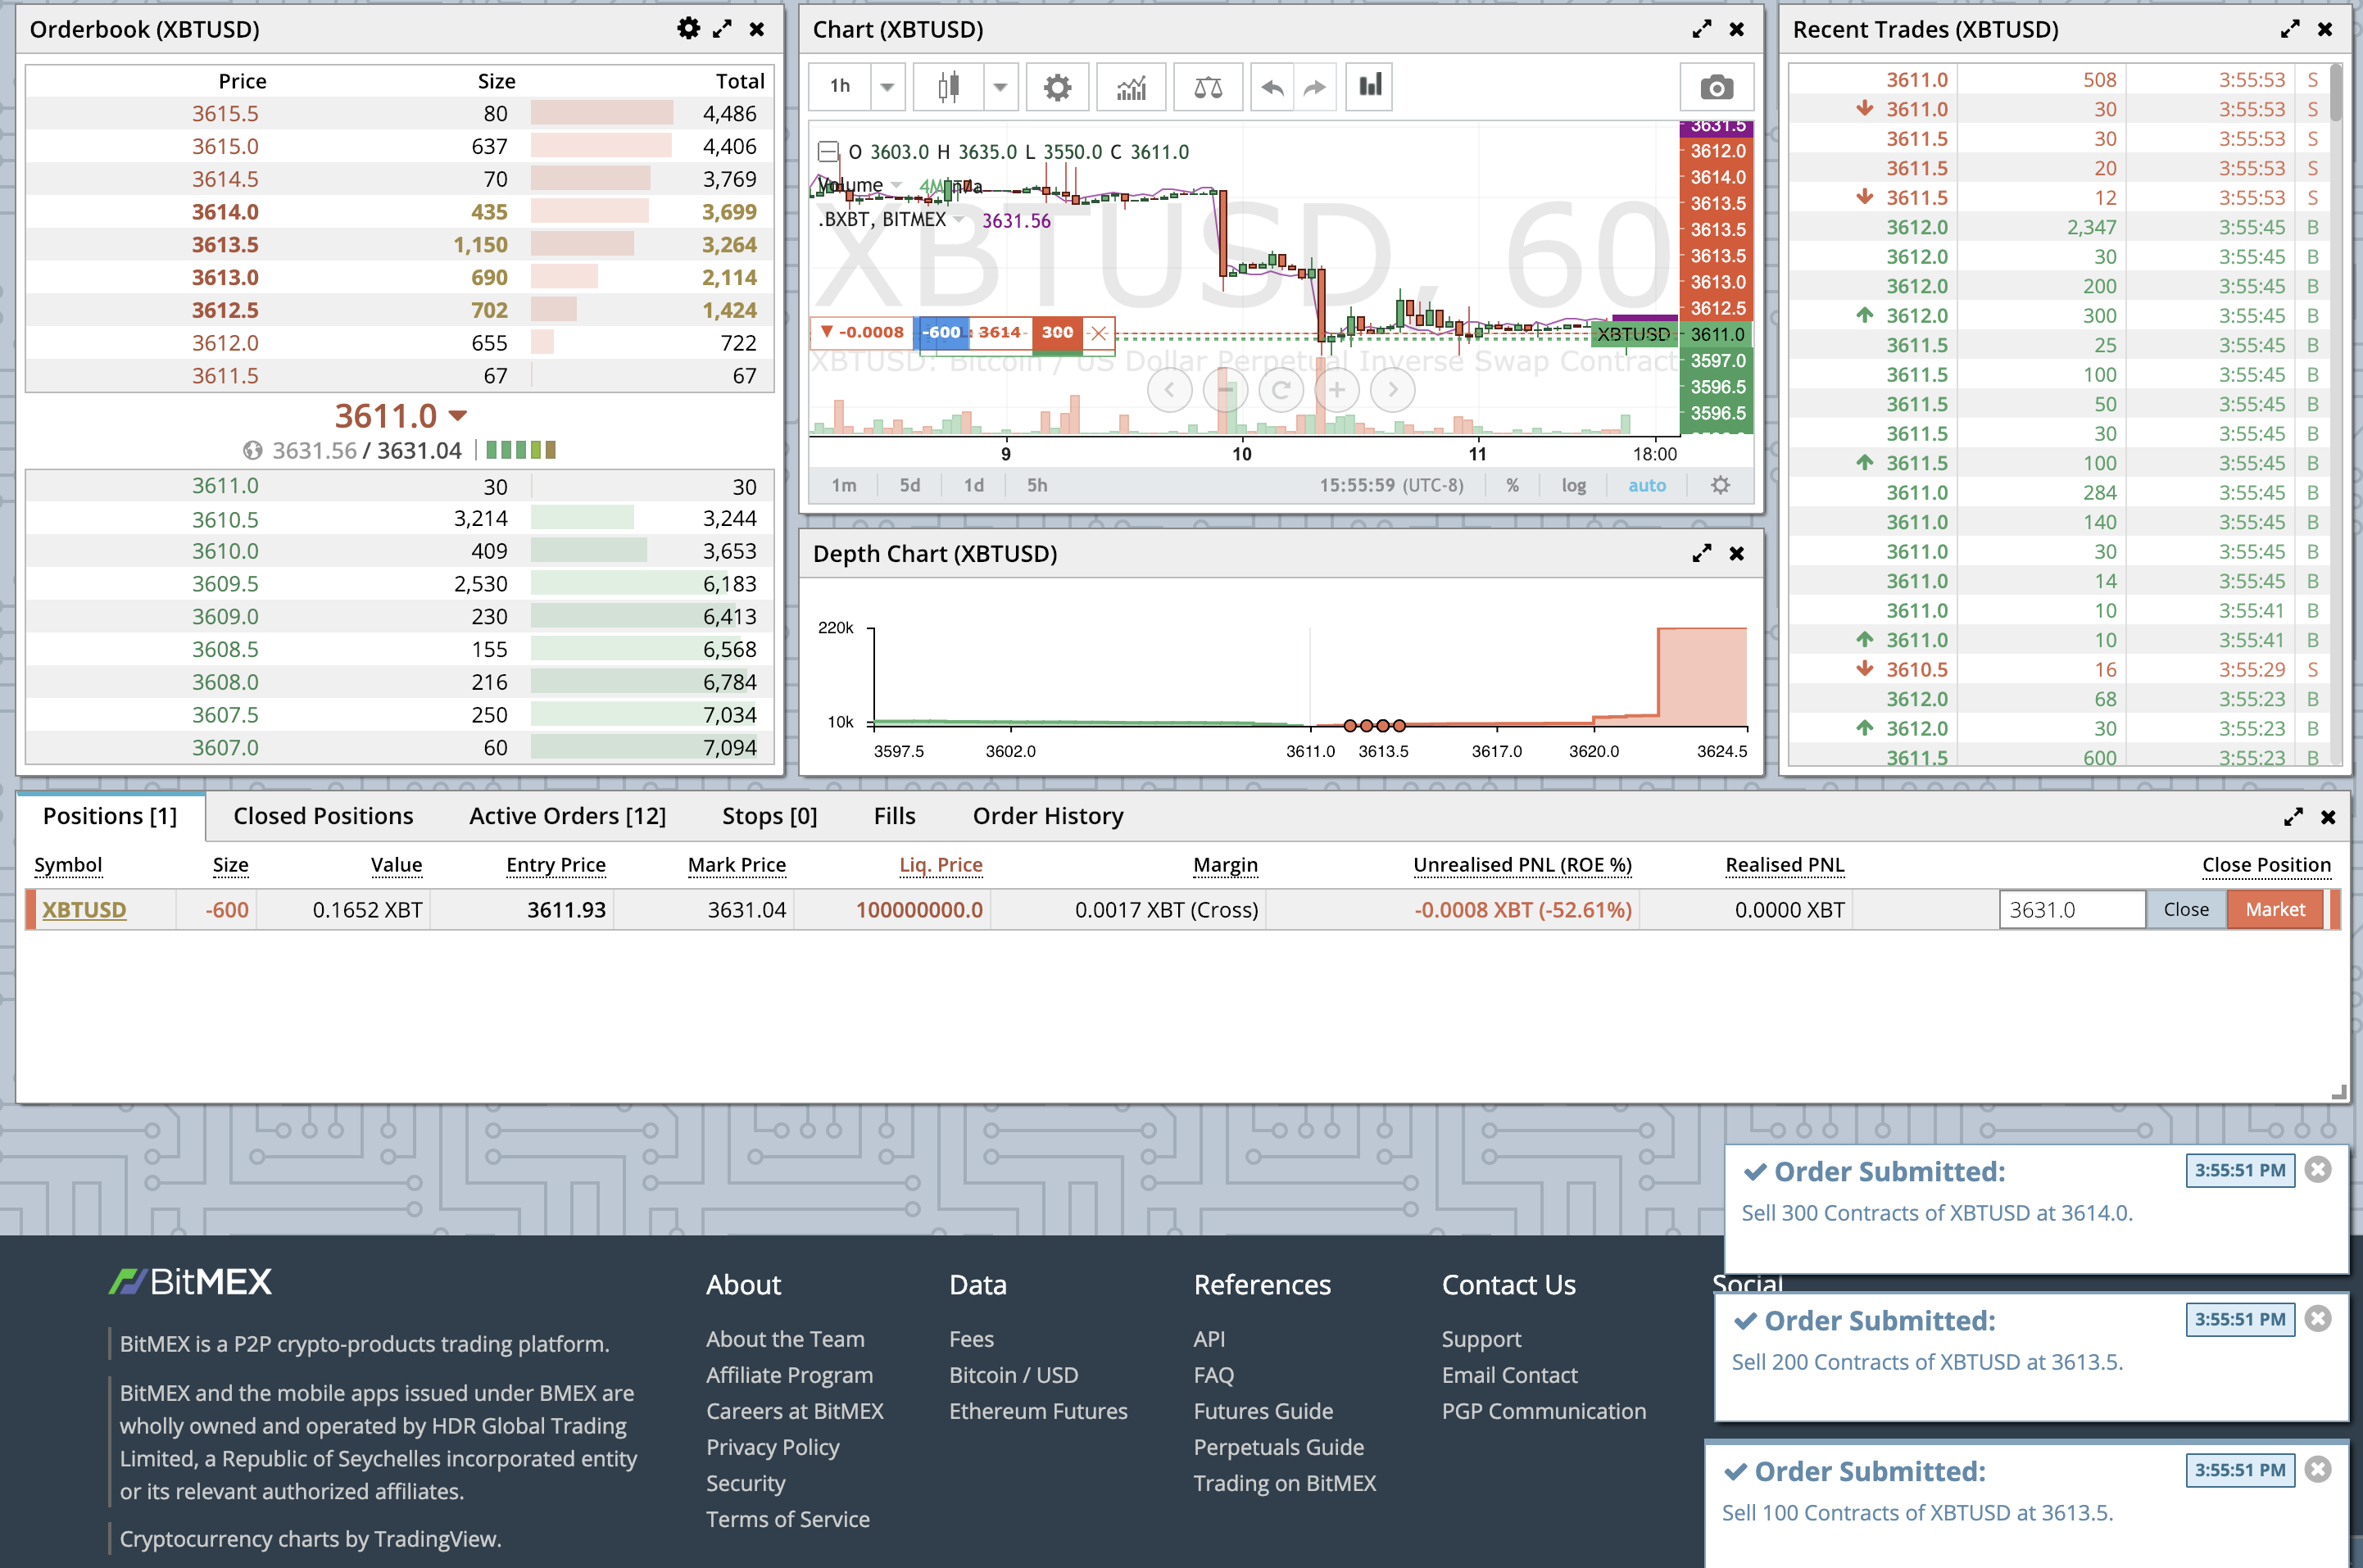 Orderbook (XBTUSD)
Price Size Total
3615.5 80 4,486
3615.0 637 4,406
3614.5 70 3,769
3614.0 435 3,699
3613.5 1,150 3,264
3613.0 690 2,114
3612.5 702 1,424
3612.0 655 722
3611.5 67 67
3611.0
3631.56 / 3631.04
3611.0 30 30
3610.5 3,214 3,244
3610.0 409 3,653
3609.5 2,530 6,183
3609.0 230 6,413
3608.5 155 6,568
3608.0 216 6,784
3607.5 250 7,034
3607.0 60 7,094
Chart (XBTUSD)
1h
O 3603.0 H 3635.0 L 3550.0 C 3611.0
Volume 4M n/a
.BXBT, BITMEX 3631.56
XBTUSD, 60
XBTUSD: Bitcoin / US Dollar Perpetual Inverse Swap Contract
-0.0008 -600 3614 300
XBTUSD 3611.0
3631.5
3612.0
3614.0
3613.5
3613.5
3613.5
3613.0
3612.5
3597.0
3596.5
3596.5
9 10 11 18:00
1m 5d 1d 5h 15:55:59 (UTC-8) % log auto
Depth Chart (XBTUSD)
220k
10k
3597.5 3602.0 3611.0 3613.5 3617.0 3620.0 3624.5
Recent Trades (XBTUSD)
3611.0 508 3:55:53 S
3611.0 30 3:55:53 S
3611.5 30 3:55:53 S
3611.5 20 3:55:53 S
3611.5 12 3:55:53 S
3612.0 2,347 3:55:45 B
3612.0 30 3:55:45 B
3612.0 200 3:55:45 B
3612.0 300 3:55:45 B
3611.5 25 3:55:45 B
3611.5 100 3:55:45 B
3611.5 50 3:55:45 B
3611.5 30 3:55:45 B
3611.5 100 3:55:45 B
3611.0 284 3:55:45 B
3611.0 140 3:55:45 B
3611.0 30 3:55:45 B
3611.0 14 3:55:45 B
3611.0 10 3:55:41 B
3611.0 10 3:55:41 B
3610.5 16 3:55:29 S
3612.0 68 3:55:23 B
3612.0 30 3:55:23 B
3611.5 600 3:55:23 B
Positions [1] Closed Positions Active Orders [12] Stops [0] Fills Order History
Symbol Size Value Entry Price Mark Price Liq. Price Margin Unrealised PNL (ROE %) Realised PNL Close Position
XBTUSD -600 0.1652 XBT 3611.93 3631.04 100000000.0 0.0017 XBT (Cross) -0.0008 XBT (-52.61%) 0.0000 XBT 3631.0 Close Market
Order Submitted: 3:55:51 PM
Sell 300 Contracts of XBTUSD at 3614.0.
Order Submitted: 3:55:51 PM
Sell 200 Contracts of XBTUSD at 3613.5.
Order Submitted: 3:55:51 PM
Sell 100 Contracts of XBTUSD at 3613.5.
BitMEX
BitMEX is a P2P crypto-products trading platform.
BitMEX and the mobile apps issued under BMEX are
wholly owned and operated by HDR Global Trading
Limited, a Republic of Seychelles incorporated entity
or its relevant authorized affiliates.
Cryptocurrency charts by TradingView.
About
About the Team
Affiliate Program
Careers at BitMEX
Privacy Policy
Security
Terms of Service
Data
Fees
Bitcoin / USD
Ethereum Futures
References
API
FAQ
Futures Guide
Perpetuals Guide
Trading on BitMEX
Contact Us
Support
Email Contact
PGP Communication
Social